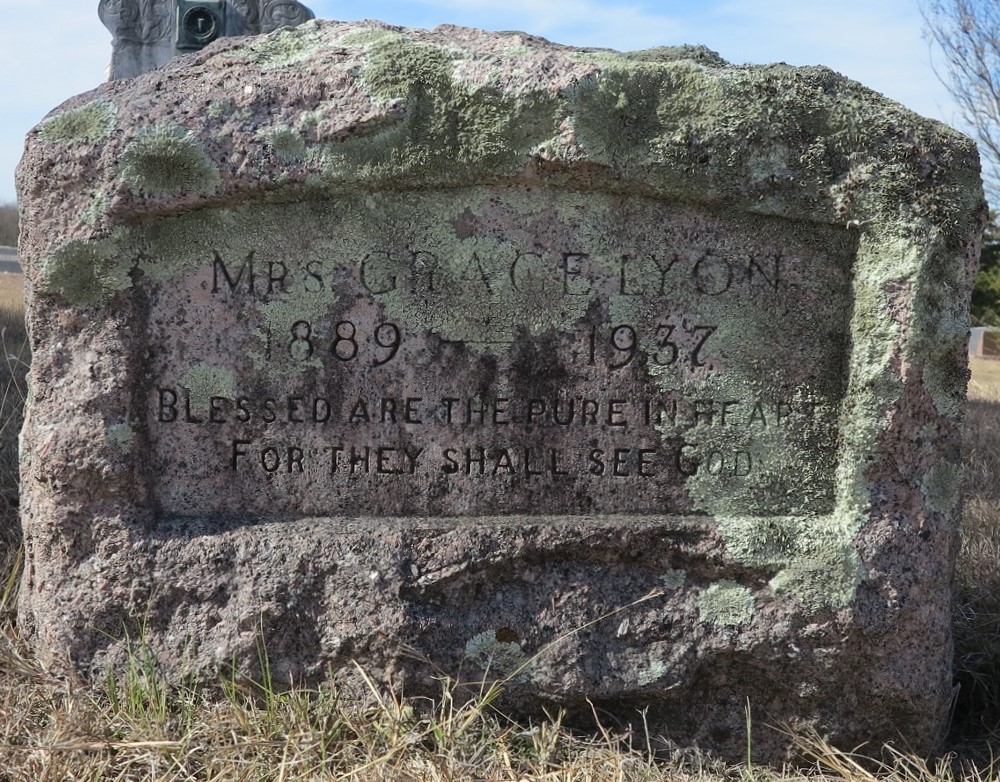 Mrs. GRACE LYON
1889 1937
BLESSED ARE THE PURE IN HEART
FOR THEY SHALL SEE GOD